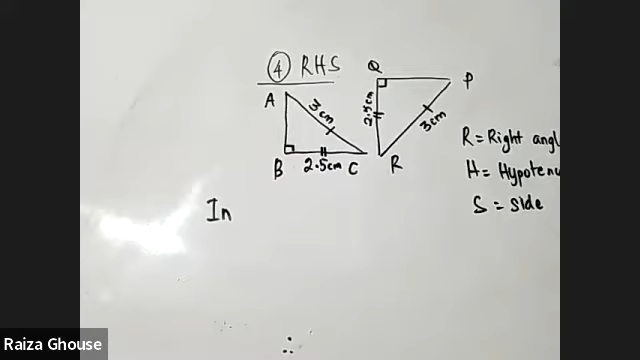 ④ RHS
A
3cm
B 2.5cm C
Q
P
2.5cm
3cm
R
R = Right angl
H = Hypotenu
S = side
In
∴
Raiza Ghouse